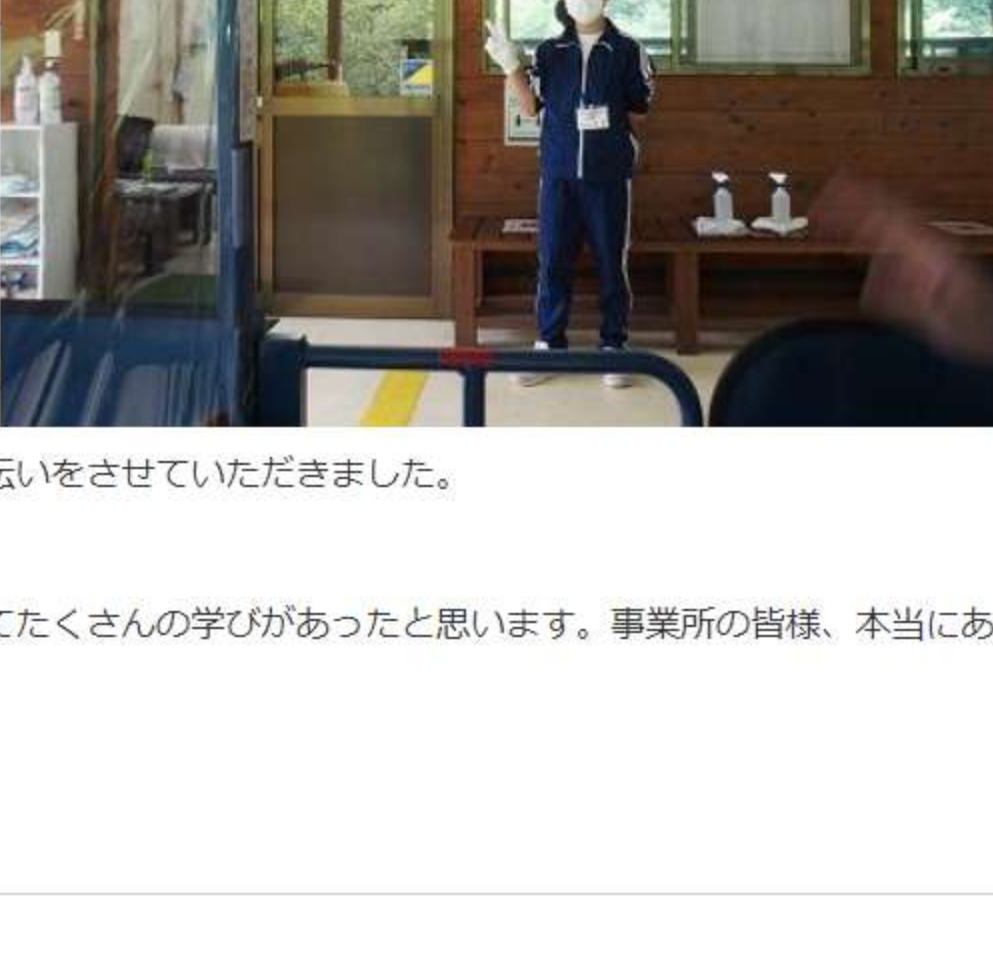 いをさせていただきました。
てたくさんの学びがあったと思います。事業所の皆様、本当にあ